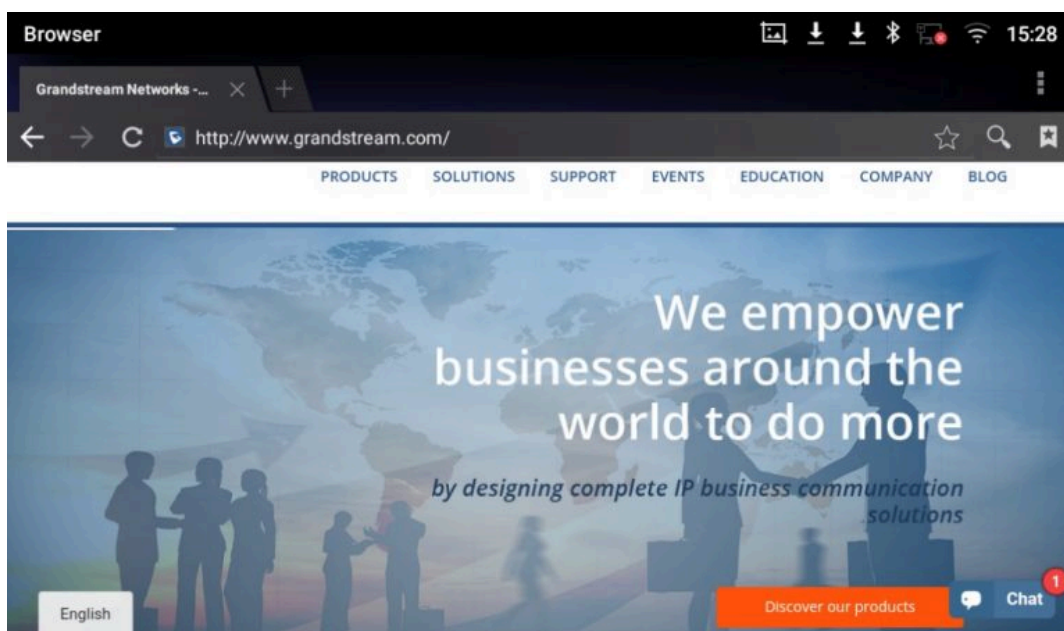 Browser
15:28
Grandstream Networks -...
http://www.grandstream.com/
PRODUCTS SOLUTIONS SUPPORT EVENTS EDUCATION COMPANY BLOG
We empower
businesses around the
world to do more
by designing complete IP business communication
solutions
English
Discover our products
Chat
1